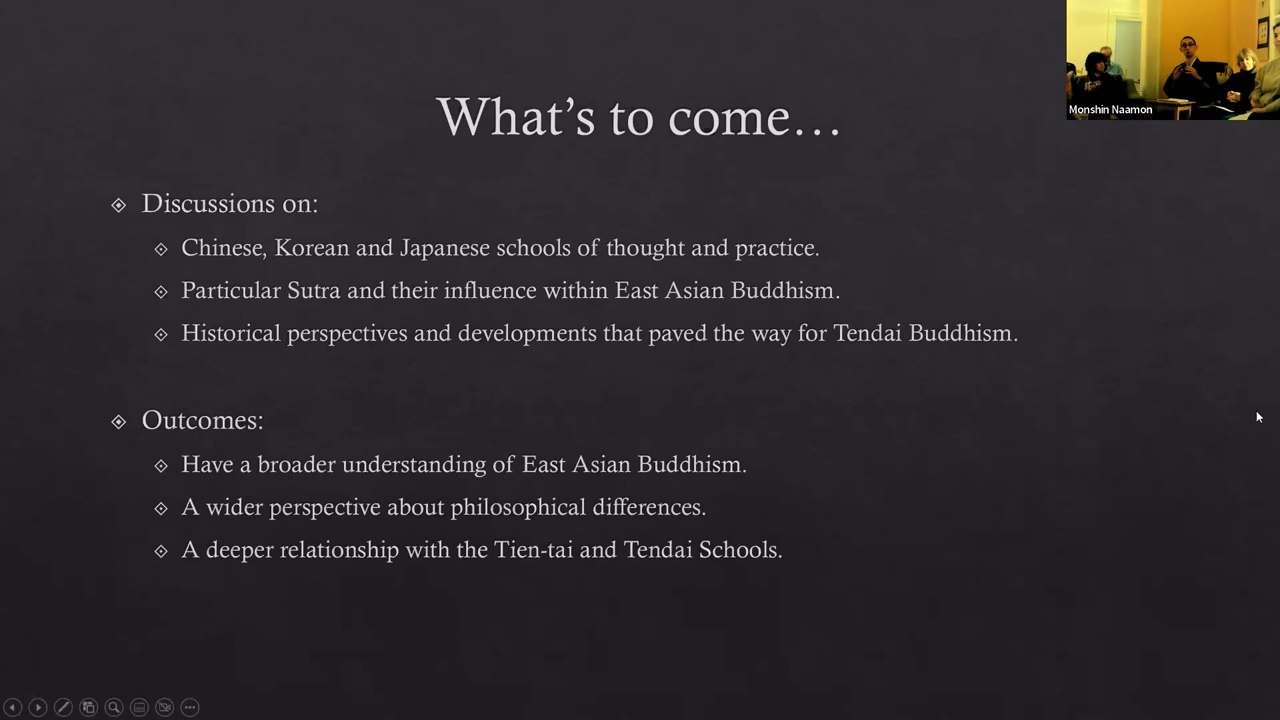 Monshin Naamon
What's to come…
Discussions on:
Chinese, Korean and Japanese schools of thought and practice.
Particular Sutra and their influence within East Asian Buddhism.
Historical perspectives and developments that paved the way for Tendai Buddhism.
Outcomes:
Have a broader understanding of East Asian Buddhism.
A wider perspective about philosophical differences.
A deeper relationship with the Tien-tai and Tendai Schools.